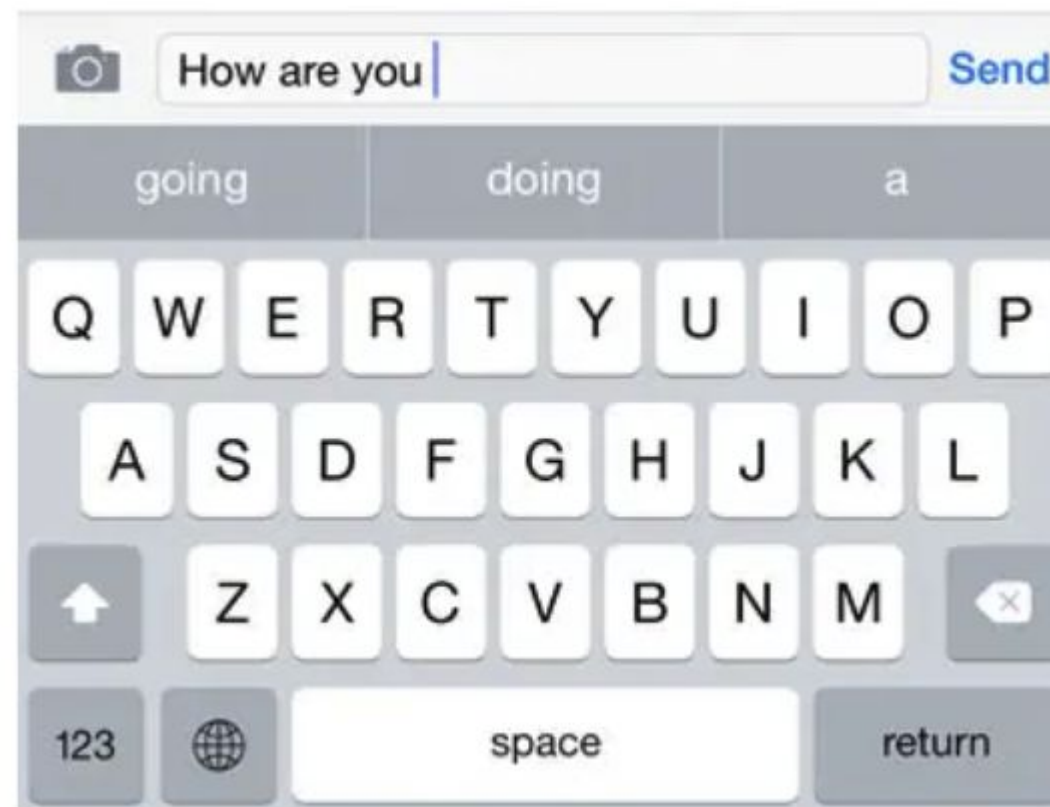 How are you Send
going doing a
Q W E R T Y U I O P
A S D F G H J K L
Z X C V B N M
123 space return